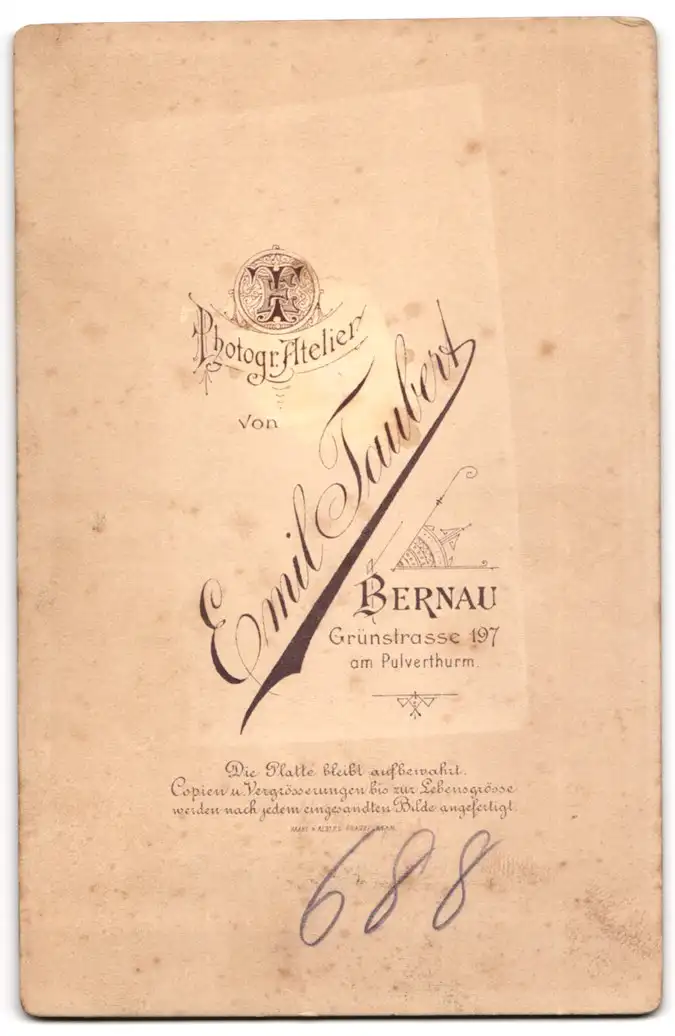 Photogr. Atelier
von
Emil Taubert
BERNAU
Grünstrasse 197
am Pulverthurm.
Die Platte bleibt aufbewahrt.
Copien u. Vergrösserungen bis zur Lebensgrösse
werden nach jedem eingesandten Bilde angefertigt.
688